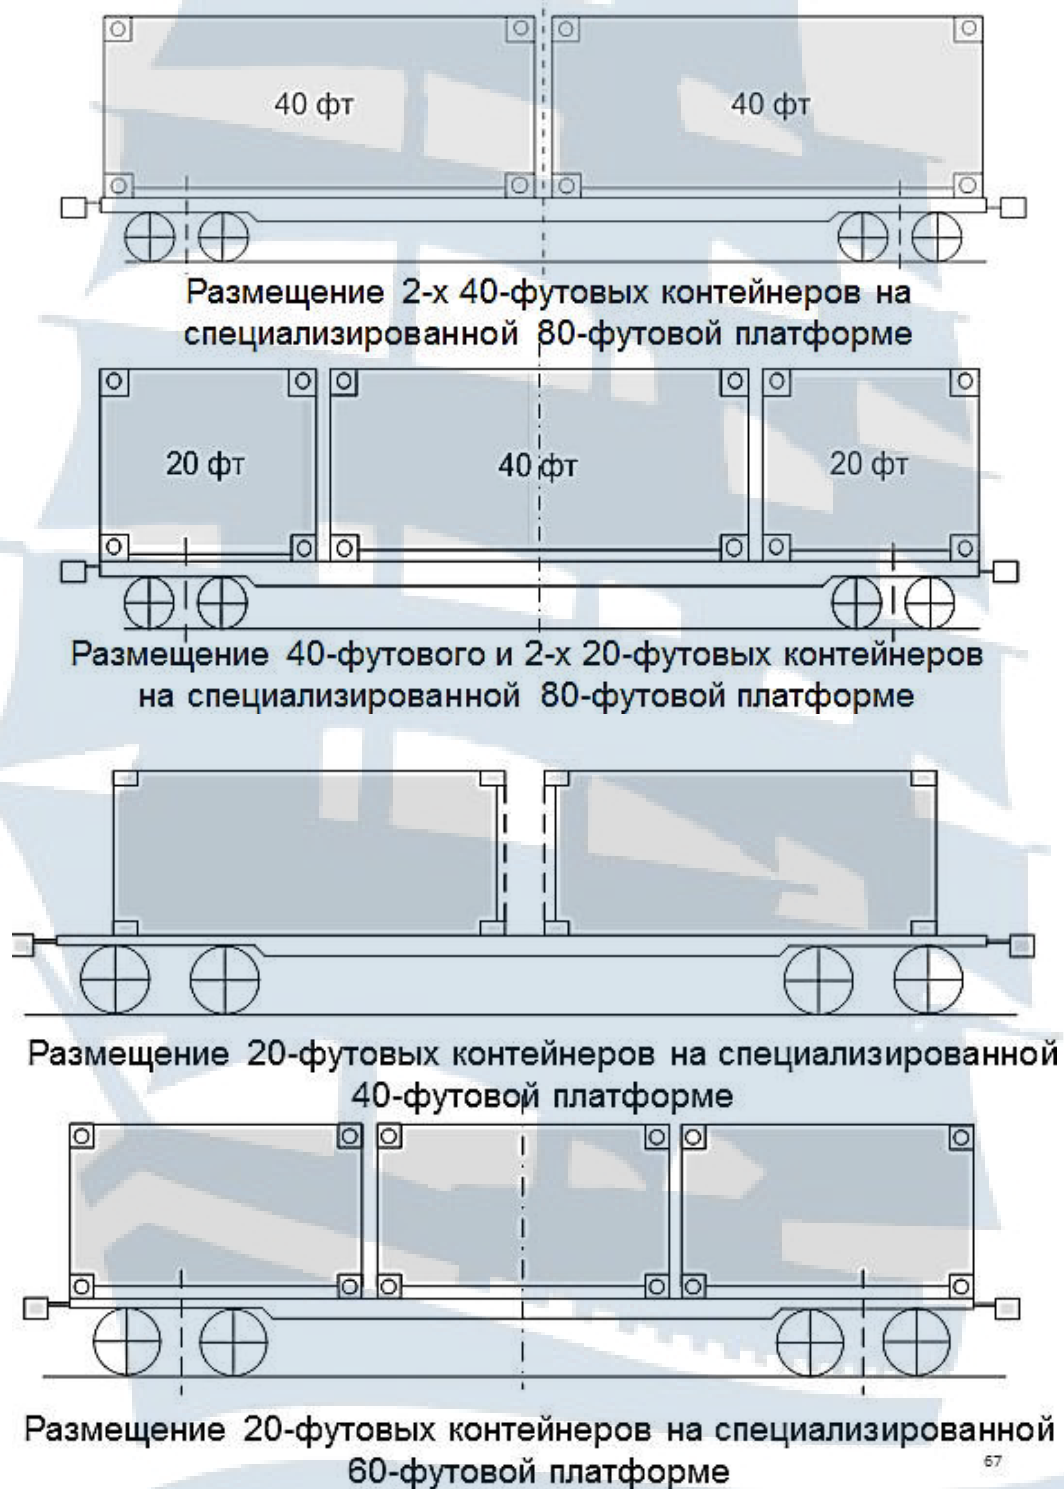 40 фт 40 фт
Размещение 2-х 40-футовых контейнеров на
специализированной 80-футовой платформе
20 фт 40 фт 20 фт
Размещение 40-футового и 2-х 20-футовых контейнеров
на специализированной 80-футовой платформе
Размещение 20-футовых контейнеров на специализированной
40-футовой платформе
Размещение 20-футовых контейнеров на специализированной
60-футовой платформе
67